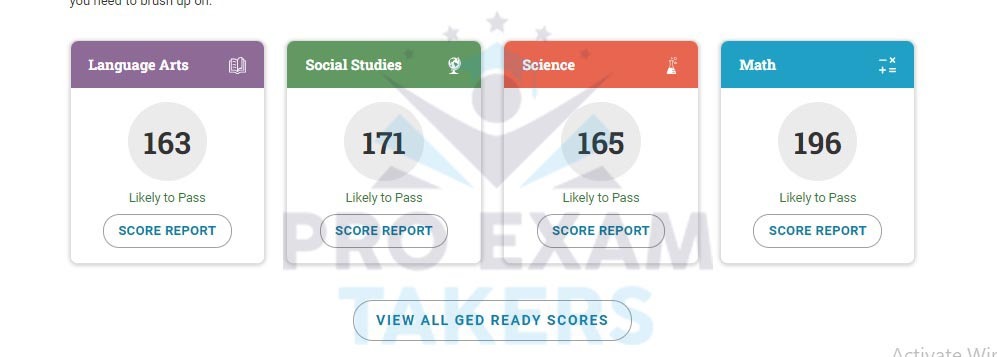 you need to brush up on.
Language Arts
Social Studies
Science
Math
163
171
165
196
Likely to Pass
Likely to Pass
Likely to Pass
Likely to Pass
SCORE REPORT
SCORE REPORT
SCORE REPORT
SCORE REPORT
PRO EXAM
TAKERS
VIEW ALL GED READY SCORES
Activate